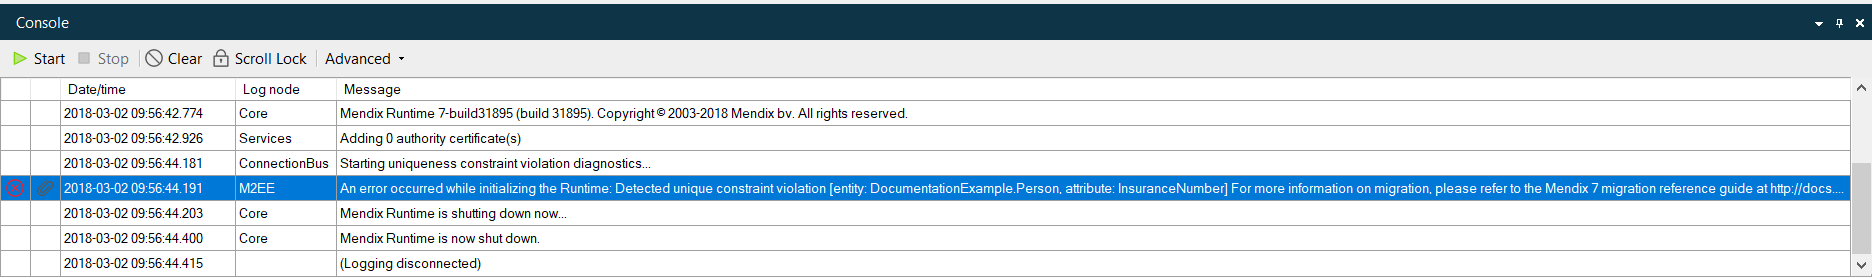 Console
Start Stop Clear Scroll Lock Advanced
Date/time Log node Message
2018-03-02 09:56:42.774 Core Mendix Runtime 7-build31895 (build 31895). Copyright © 2003-2018 Mendix bv. All rights reserved.
2018-03-02 09:56:42.926 Services Adding 0 authority certificate(s)
2018-03-02 09:56:44.181 ConnectionBus Starting uniqueness constraint violation diagnostics...
2018-03-02 09:56:44.191 M2EE An error occurred while initializing the Runtime: Detected unique constraint violation [entity: DocumentationExample.Person, attribute: InsuranceNumber] For more information on migration, please refer to the Mendix 7 migration reference guide at http://docs....
2018-03-02 09:56:44.203 Core Mendix Runtime is shutting down now...
2018-03-02 09:56:44.400 Core Mendix Runtime is now shut down.
2018-03-02 09:56:44.415 (Logging disconnected)